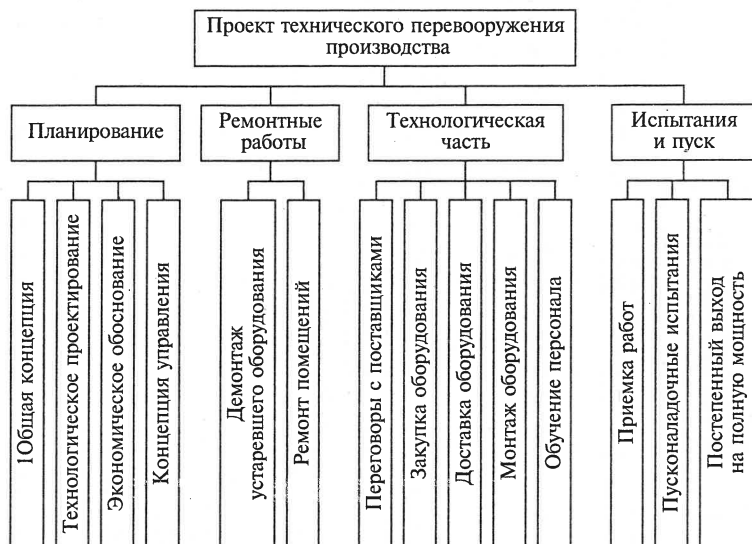 Проект технического перевооружения
производства
Планирование
Ремонтные
работы
Технологическая
часть
Испытания
и пуск
1Общая концепция
Технологическое проектирование
Экономическое обоснование
Концепция управления
Демонтаж
устаревшего оборудования
Ремонт помещений
Переговоры с поставщиками
Закупка оборудования
Доставка оборудования
Монтаж оборудования
Обучение персонала
Приемка работ
Пусконаладочные испытания
Постепенный выход
на полную мощность